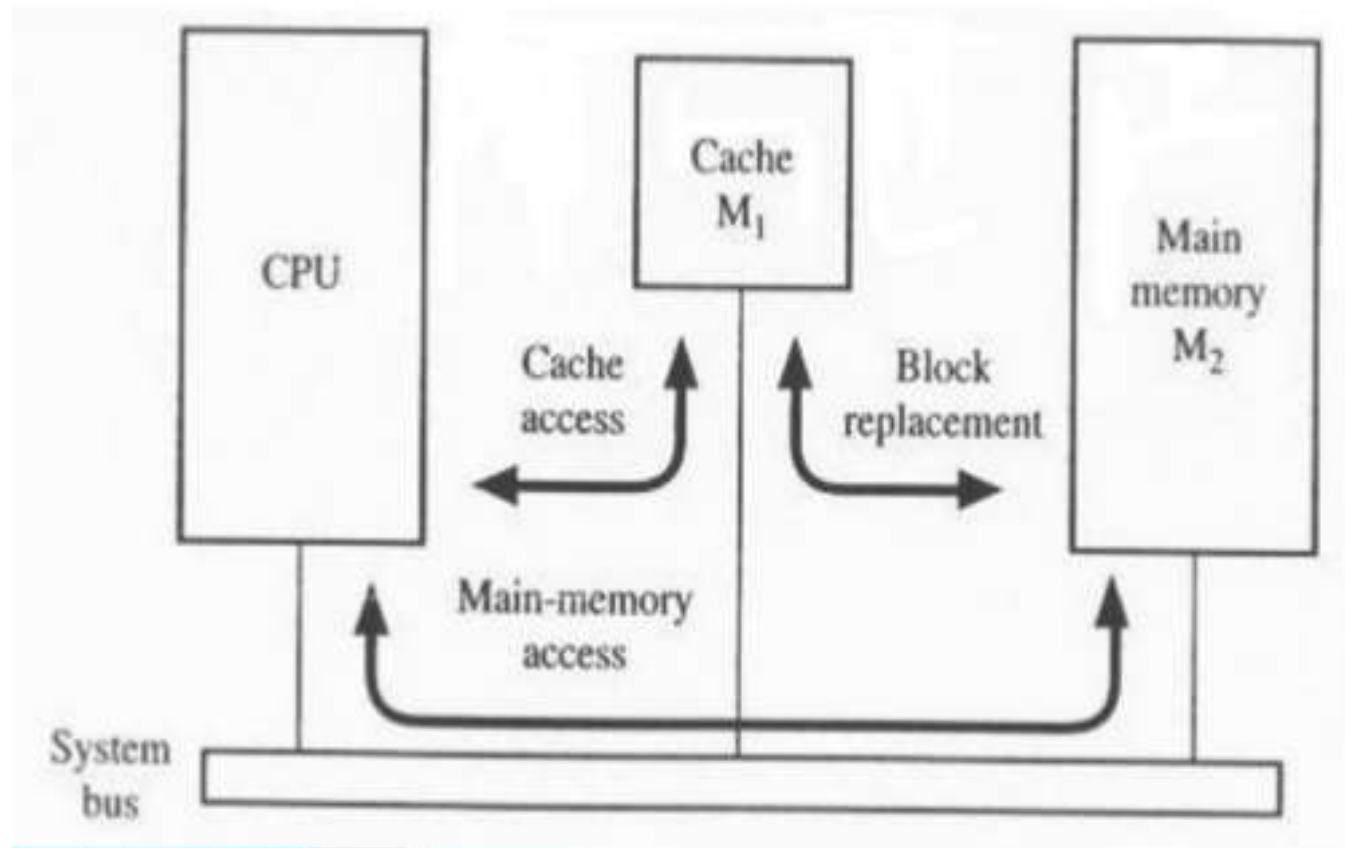 CPU
Cache
M₁
Main
memory
M₂
Cache
access
Block
replacement
Main-memory
access
System
bus